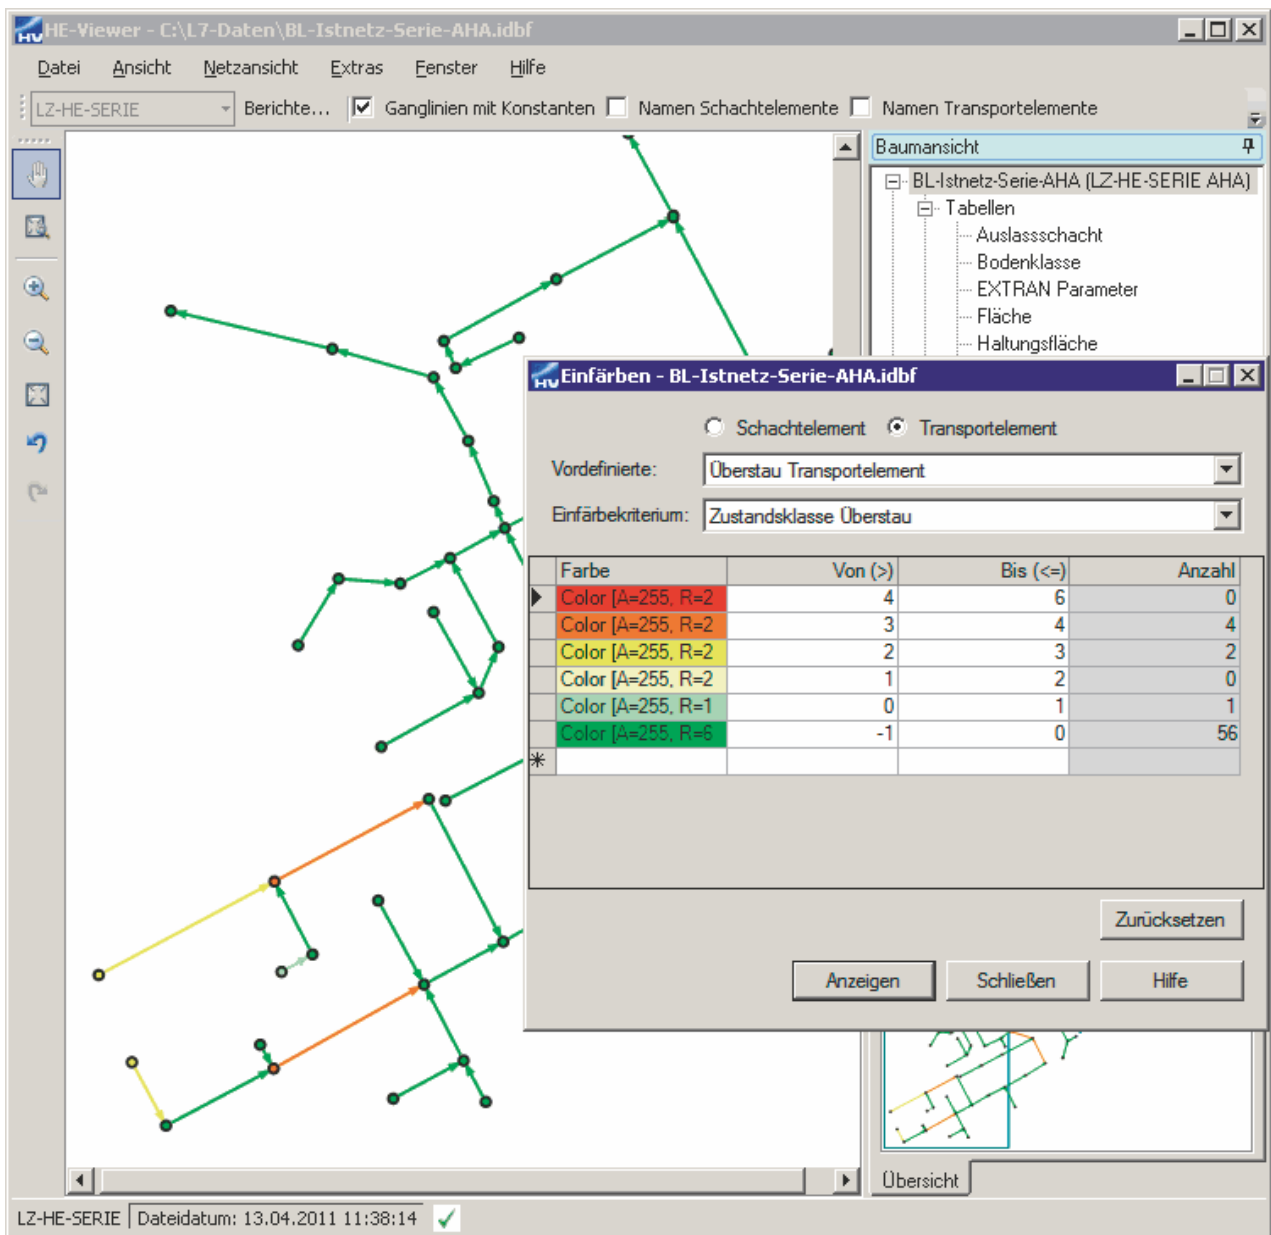 HE-Viewer - C:\L7-Daten\BL-Istnetz-Serie-AHA.idbf
Datei Ansicht Netzansicht Extras Fenster Hilfe
LZ-HE-SERIE Berichte... Ganglinien mit Konstanten Namen Schachtelemente Namen Transportelemente
Baumansicht
BL-Istnetz-Serie-AHA (LZ-HE-SERIE AHA)
Tabellen
Auslassschacht
Bodenklasse
EXTRAN Parameter
Fläche
Haltungsfläche
HV Einfärben - BL-Istnetz-Serie-AHA.idbf
Schachtelement Transportelement
Vordefinierte: Überstau Transportelement
Einfärbekriterium: Zustandsklasse Überstau
Farbe Von (>) Bis (<=) Anzahl
Color [A=255, R=2 4 6 0
Color [A=255, R=2 3 4 4
Color [A=255, R=2 2 3 2
Color [A=255, R=2 1 2 0
Color [A=255, R=1 0 1 1
Color [A=255, R=6 -1 0 56
Zurücksetzen
Anzeigen Schließen Hilfe
Übersicht
LZ-HE-SERIE Dateidatum: 13.04.2011 11:38:14